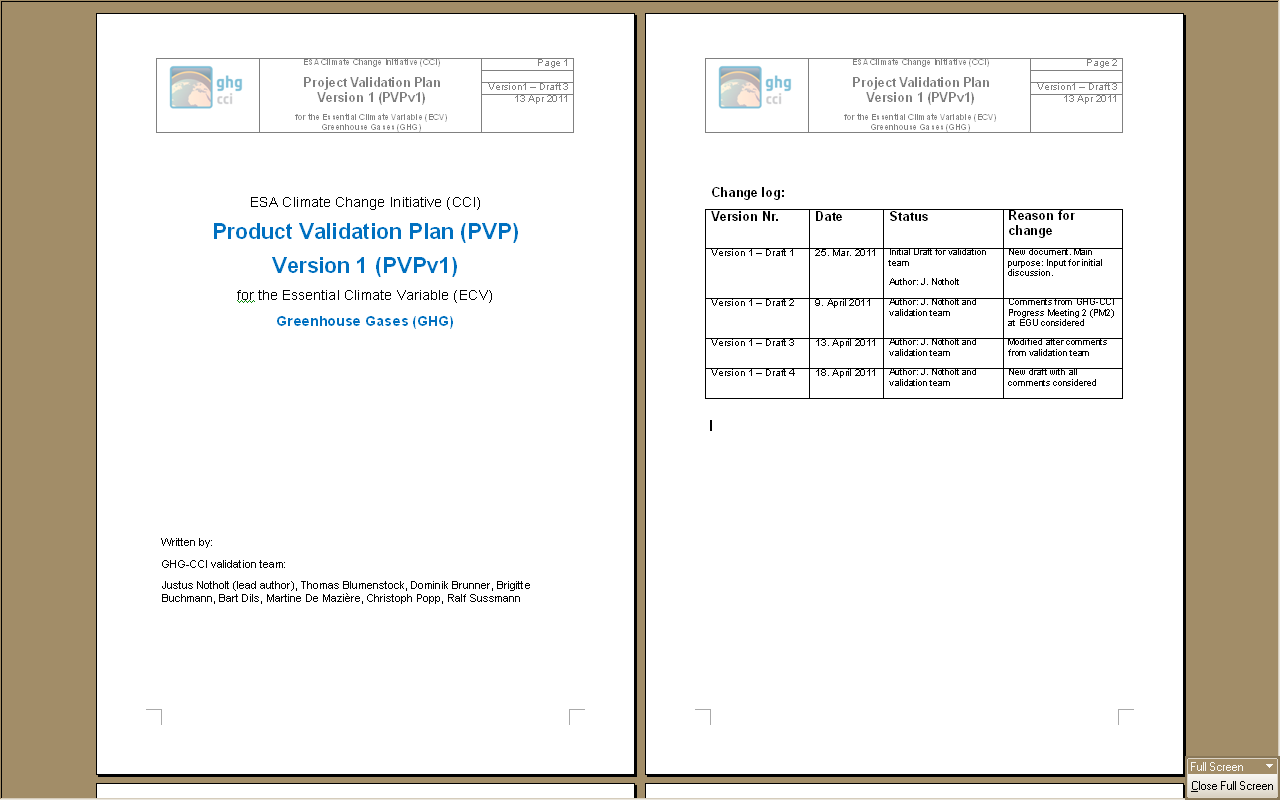 ESA Climate Change Initiative (CCI)
Project Validation Plan
Version 1 (PVPv1)
for the Essential Climate Variable (ECV)
Greenhouse Gases (GHG)
Page 1
Version1 – Draft3
13 Apr 2011
ghg
cci
ESA Climate Change Initiative (CCI)
Product Validation Plan (PVP)
Version 1 (PVPv1)
for the Essential Climate Variable (ECV)
Greenhouse Gases (GHG)
Written by:
GHG-CCI validation team:
Justus Notholt (lead author), Thomas Blumenstock, Dominik Brunner, Brigitte
Buchmann, Bart Dils, Martine De Mazière, Christoph Popp, Ralf Sussmann
ESA Climate Change Initiative (CCI)
Project Validation Plan
Version 1 (PVPv1)
for the Essential Climate Variable (ECV)
Greenhouse Gases (GHG)
Page 2
Version1 – Draft3
13 Apr 2011
ghg
cci
Change log:
Version Nr.
Date
Status
Reason for
change
Version 1 – Draft 1
25. Mar. 2011
Initial Draft for validation
team
Author: J. Notholt
New document. Main
purpose: Input for initial
discussion.
Version 1 – Draft 2
9. April 2011
Author: J. Notholt and
validation team
Comments from GHG-CCI
Progress Meeting 2 (PM2)
at EGU considered
Version 1 – Draft 3
13. April 2011
Author: J. Notholt and
validation team
Modified after comments
from validation team
Version 1 – Draft 4
18. April 2011
Author: J. Notholt and
validation team
New draft with all
comments considered
Full Screen
Close Full Screen